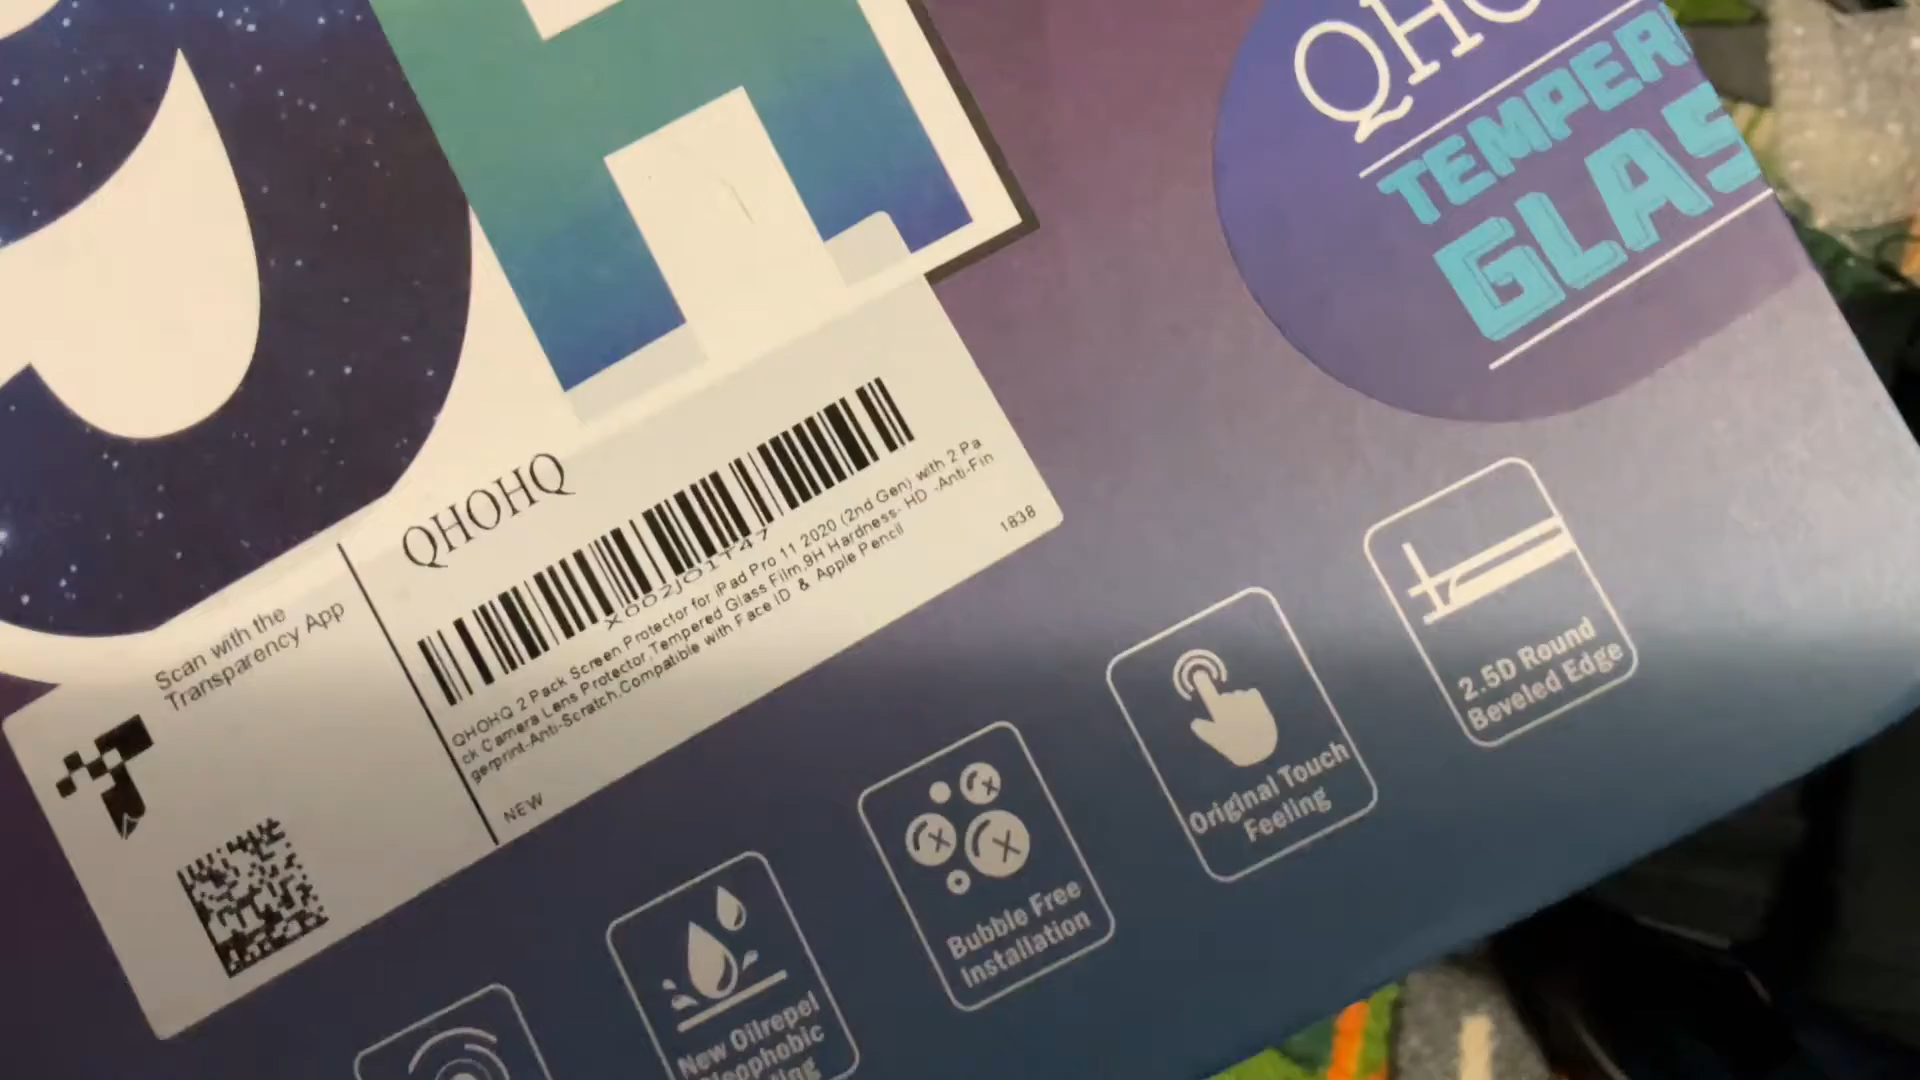 TEMPER
GLAS
QHOHQ
X002J01T47
QHOHQ 2 Pack Screen Protector for iPad Pro 11 2020 (2nd Gen) with 2 Pa
ck Camera Lens Protector,Tempered Glass Film,9H Hardness- HD -Anti-Fin
gerprint-Anti-Scratch,Compatible with Face ID & Apple Pencil
NEW
1838
Scan with the
Transparency App
2.5D Round
Beveled Edge
Original Touch
Feeling
Bubble Free
Installation
New Oilrepel